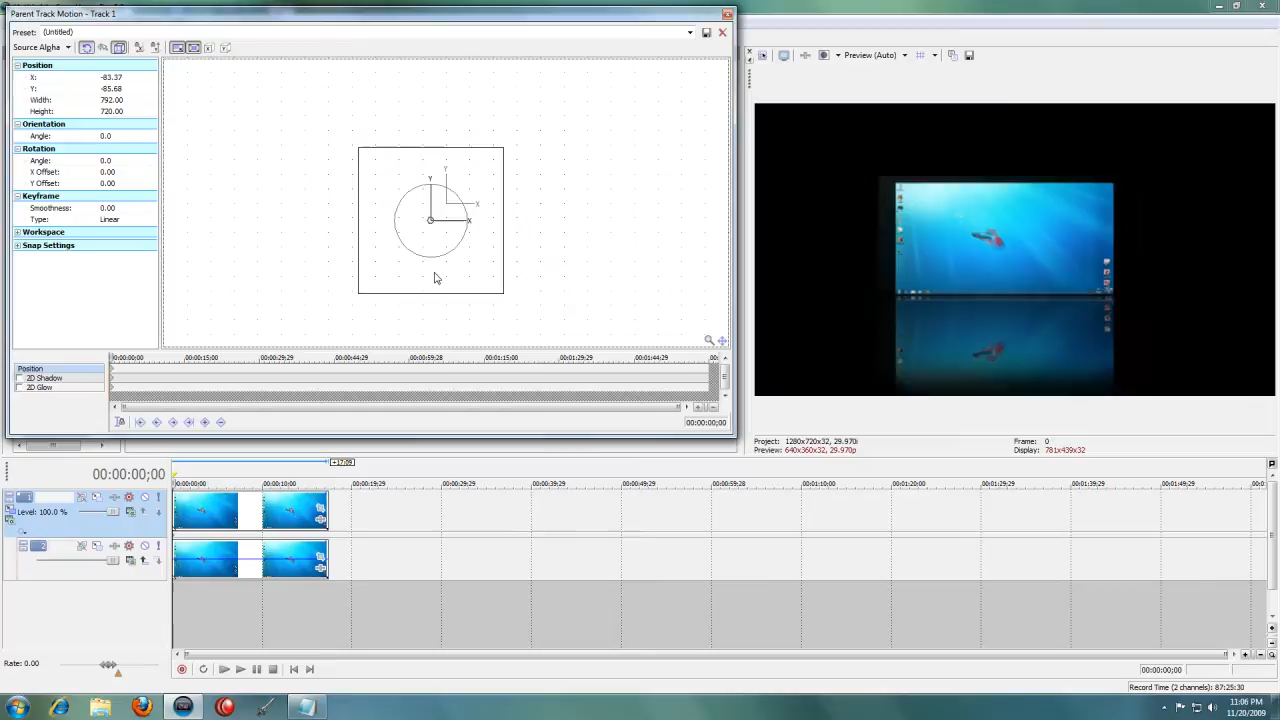 Parent Track Motion - Track 1
Preset: (Untitled)
Source Alpha
Preview (Auto)
Position
X: -83.37
Y: -85.68
Width: 792.00
Height: 720.00
Orientation
Angle: 0.0
Rotation
Angle: 0.0
X Offset: 0.00
Y Offset: 0.00
Keyframe
Smoothness: 0.00
Type: Linear
Workspace
Snap Settings
Y
Y
X
X
00:00:00;00 00:00:15;00 00:00:29;29 00:00:44;29 00:00:59;28 00:01:15;00 00:01:29;29 00:01:44;29 00:
Position
2D Shadow
2D Glow
00:00:00;00
Project: 1280x720x32, 29.970i
Frame: 0
Preview: 640x360x32, 29.970p
Display: 781x439x32
+17;09
00:00:00;00
00:00:00;00 00:00:10;00 00:00:19;29 00:00:29;29 00:00:39;29 00:00:49;29 00:00:59;28 00:01:10;00 00:01:20;00 00:01:29;29 00:01:39;29 00:01:49;29 00:0
1
Level: 100.0 %
2
Rate: 0.00
00:00:00;00
Record Time (2 channels): 87:25:30
11:06 PM
11/20/2009